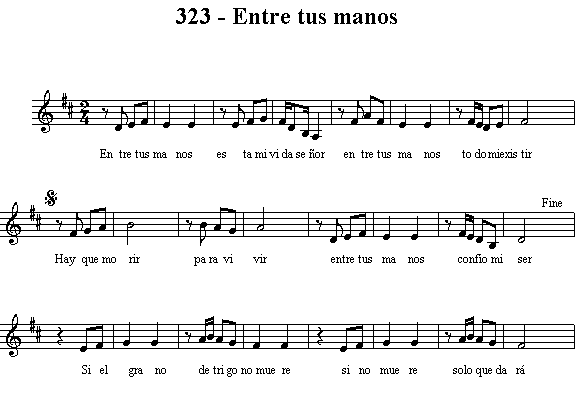 323 - Entre tus manos
2
4
En tre tus ma nos es ta mi vi da se ñor en tre tus ma nos to do mi exis tir
Fine
Hay que mo rir pa ra vi vir entre tus ma nos confío mi ser
Si el gra no de tri go no mue re si no mue re solo que da rá